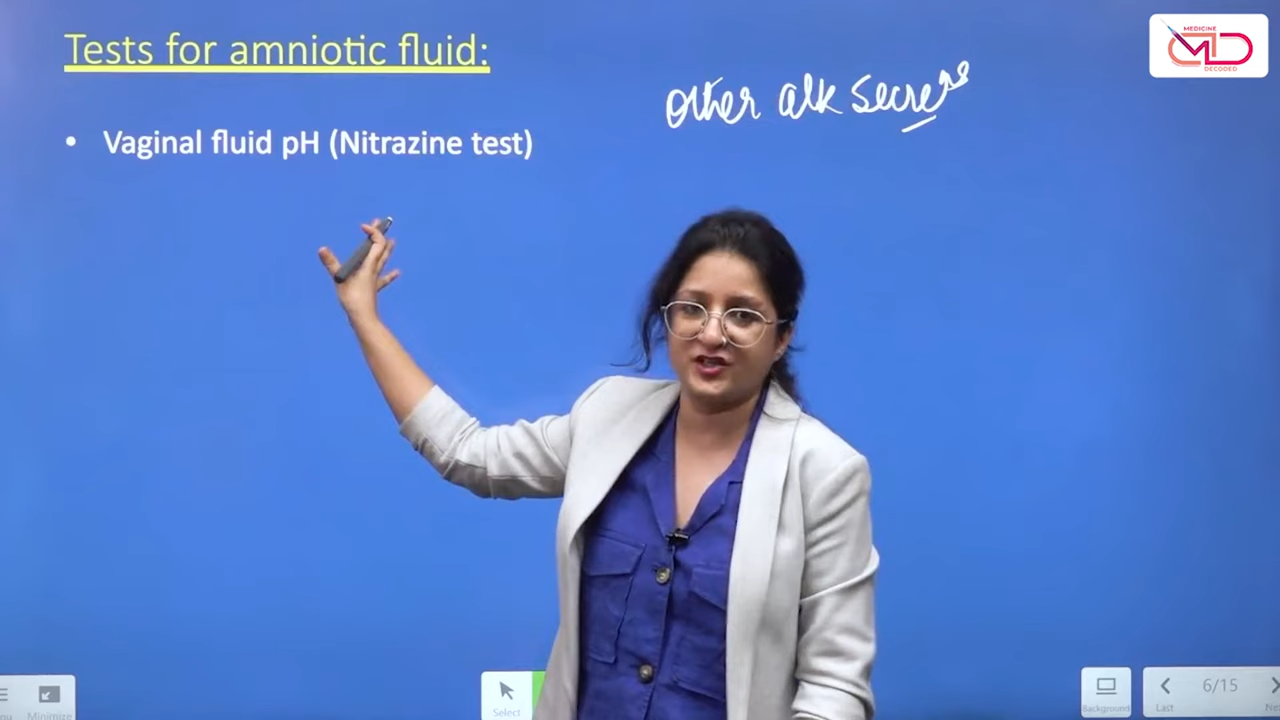 Tests for amniotic fluid:
MEDICINE
MD
DECODED
Other alk secre
• Vaginal fluid pH (Nitrazine test)
Minimize
Select
Background
6/15
Last